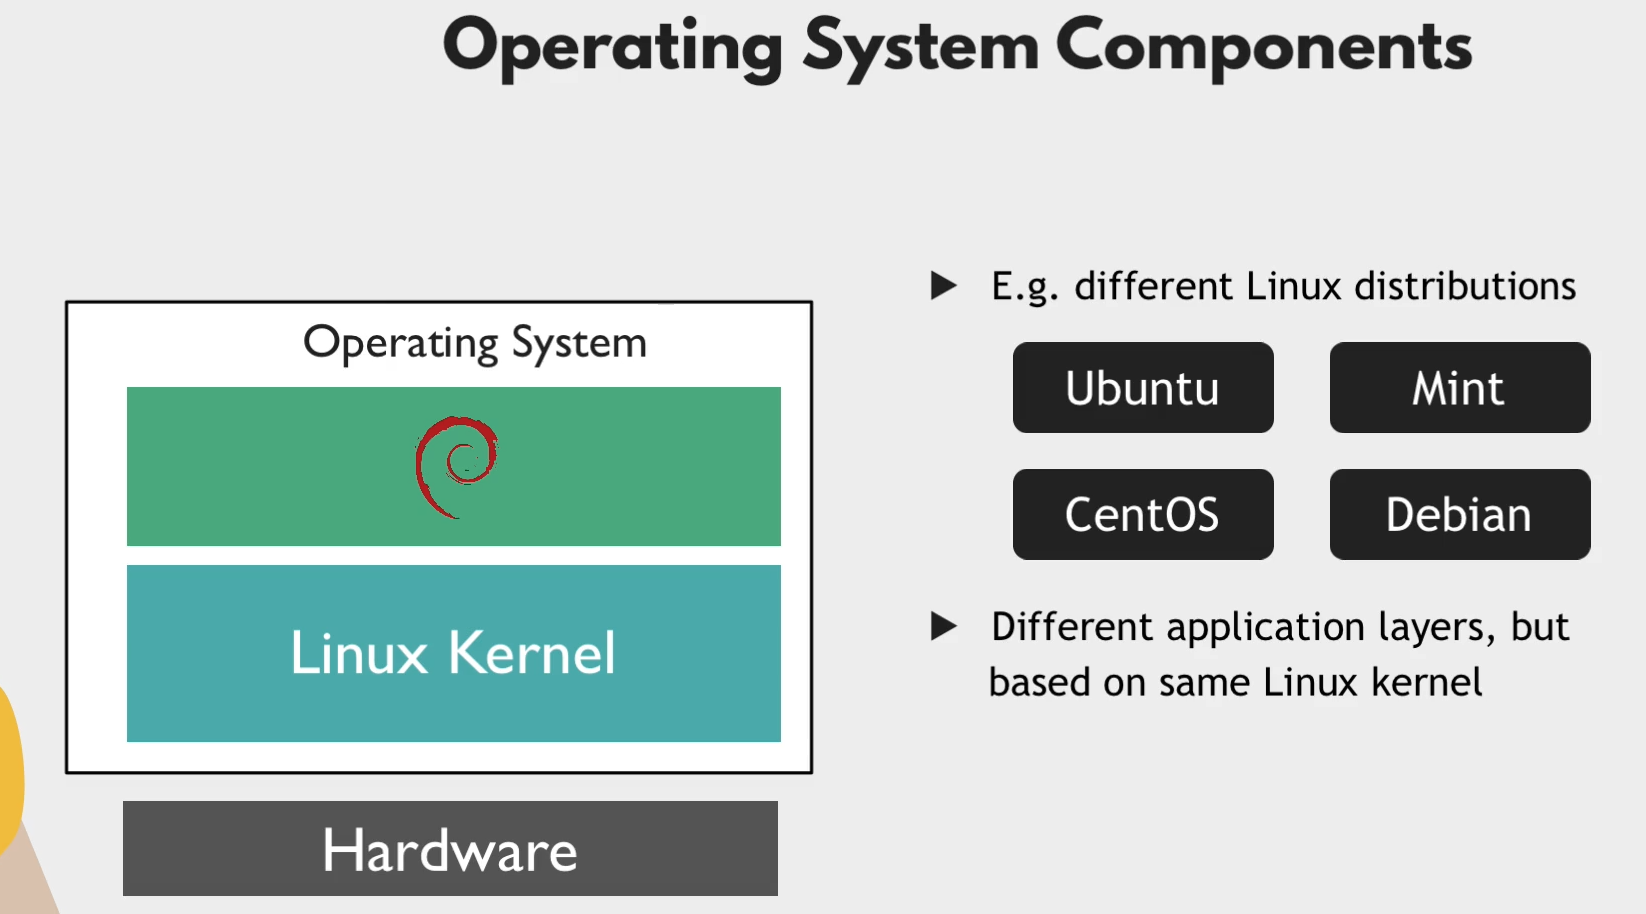 Operating System Components
Operating System
Linux Kernel
Hardware
E.g. different Linux distributions
Ubuntu
Mint
CentOS
Debian
Different application layers, but
based on same Linux kernel